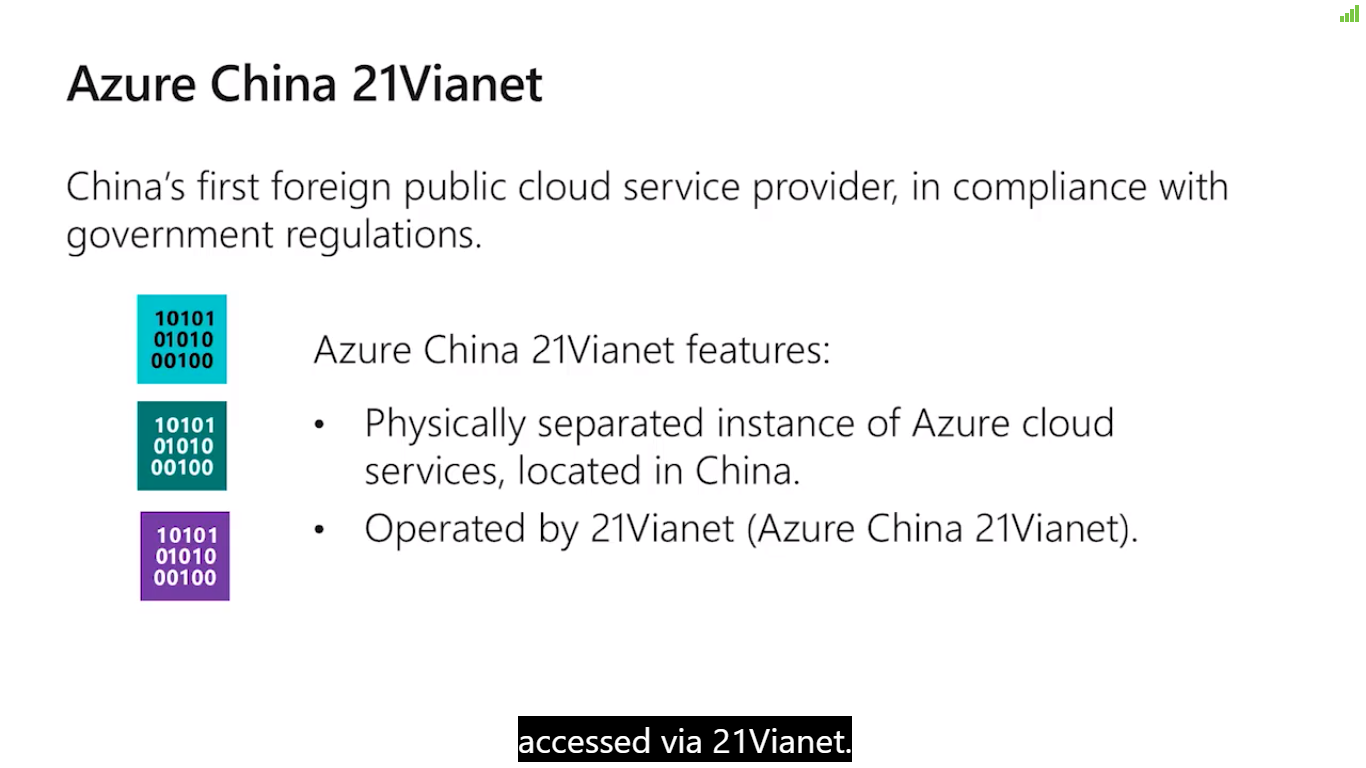 Azure China 21Vianet
China’s first foreign public cloud service provider, in compliance with
government regulations.
10101
01010
00100
Azure China 21Vianet features:
10101
01010
00100
• Physically separated instance of Azure cloud
services, located in China.
• Operated by 21Vianet (Azure China 21Vianet).
10101
01010
00100
accessed via 21Vianet.